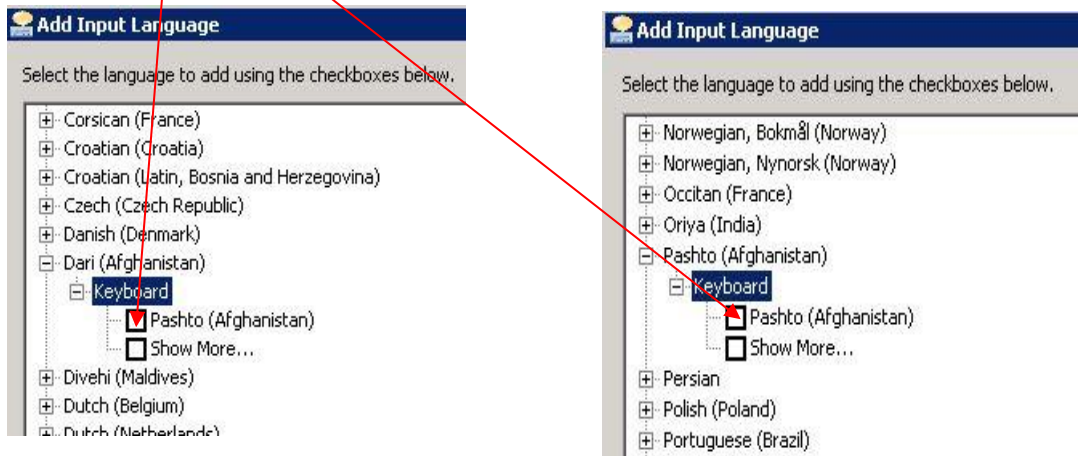 Add Input Language
Select the language to add using the checkboxes below.
Corsican (France)
Croatian (Croatia)
Croatian (Latin, Bosnia and Herzegovina)
Czech (Czech Republic)
Danish (Denmark)
Dari (Afghanistan)
Keyboard
Pashto (Afghanistan)
Show More...
Divehi (Maldives)
Dutch (Belgium)
Dutch (Netherlands)
Add Input Language
Select the language to add using the checkboxes below.
Norwegian, Bokmål (Norway)
Norwegian, Nynorsk (Norway)
Occitan (France)
Oriya (India)
Pashto (Afghanistan)
Keyboard
Pashto (Afghanistan)
Show More...
Persian
Polish (Poland)
Portuguese (Brazil)